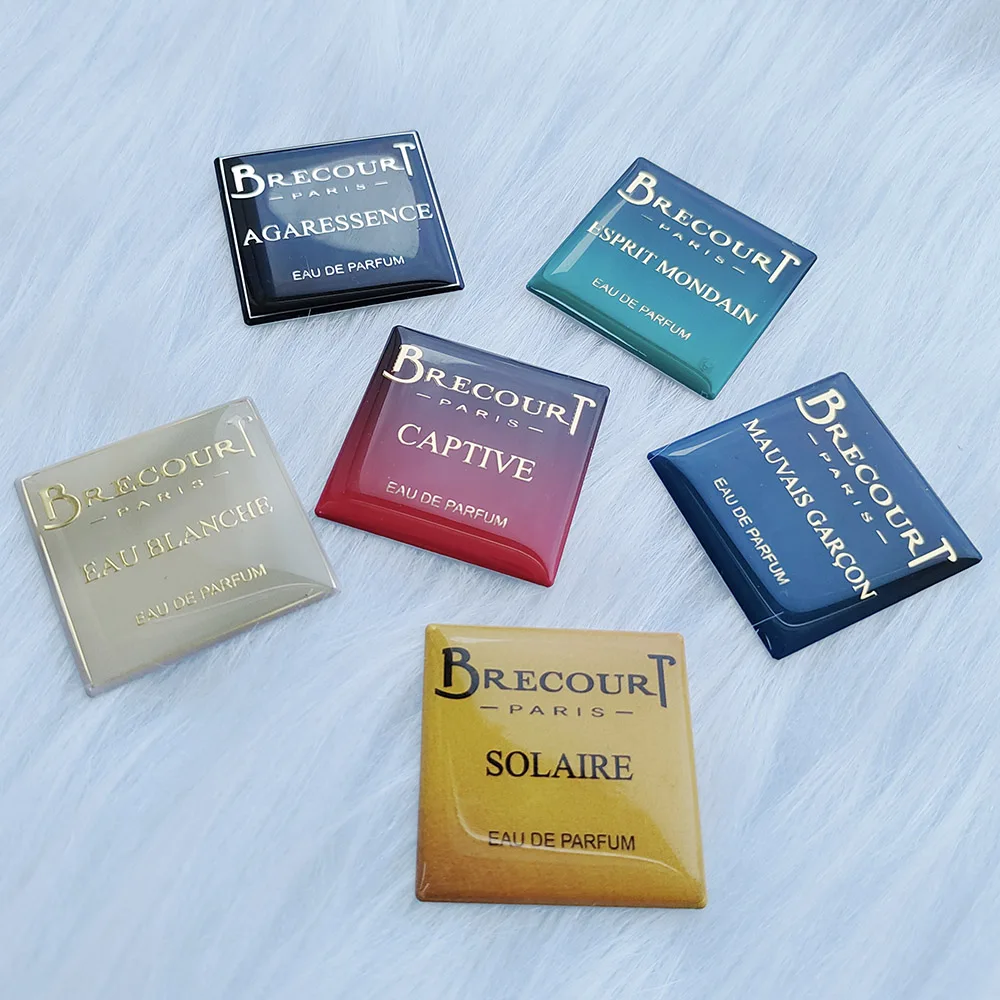 BRECOURT
— PARIS —
AGARESSENCE
EAU DE PARFUM
BRECOURT
— PARIS —
ESPRIT MONDAIN
EAU DE PARFUM
BRECOURT
— PARIS —
CAPTIVE
EAU DE PARFUM
BRECOURT
— PARIS —
EAU BLANCHE
EAU DE PARFUM
BRECOURT
— PARIS —
MAUVAIS GARÇON
EAU DE PARFUM
BRECOURT
— PARIS —
SOLAIRE
EAU DE PARFUM